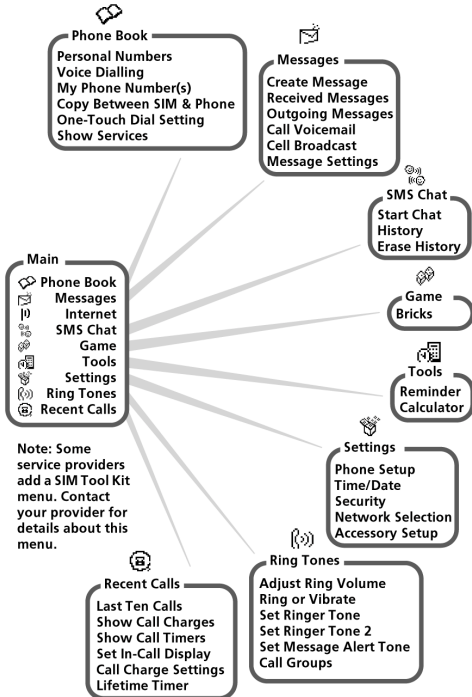 Phone Book
Personal Numbers
Voice Dialling
My Phone Number(s)
Copy Between SIM & Phone
One-Touch Dial Setting
Show Services
Messages
Create Message
Received Messages
Outgoing Messages
Call Voicemail
Cell Broadcast
Message Settings
SMS Chat
Start Chat
History
Erase History
Main
Phone Book
Messages
Internet
SMS Chat
Game
Tools
Settings
Ring Tones
Recent Calls
Game
Bricks
Tools
Reminder
Calculator
Note: Some
service providers
add a SIM Tool Kit
menu. Contact
your provider for
details about this
menu.
Settings
Phone Setup
Time/Date
Security
Network Selection
Accessory Setup
Ring Tones
Adjust Ring Volume
Ring or Vibrate
Set Ringer Tone
Set Ringer Tone 2
Set Message Alert Tone
Call Groups
Recent Calls
Last Ten Calls
Show Call Charges
Show Call Timers
Set In-Call Display
Call Charge Settings
Lifetime Timer